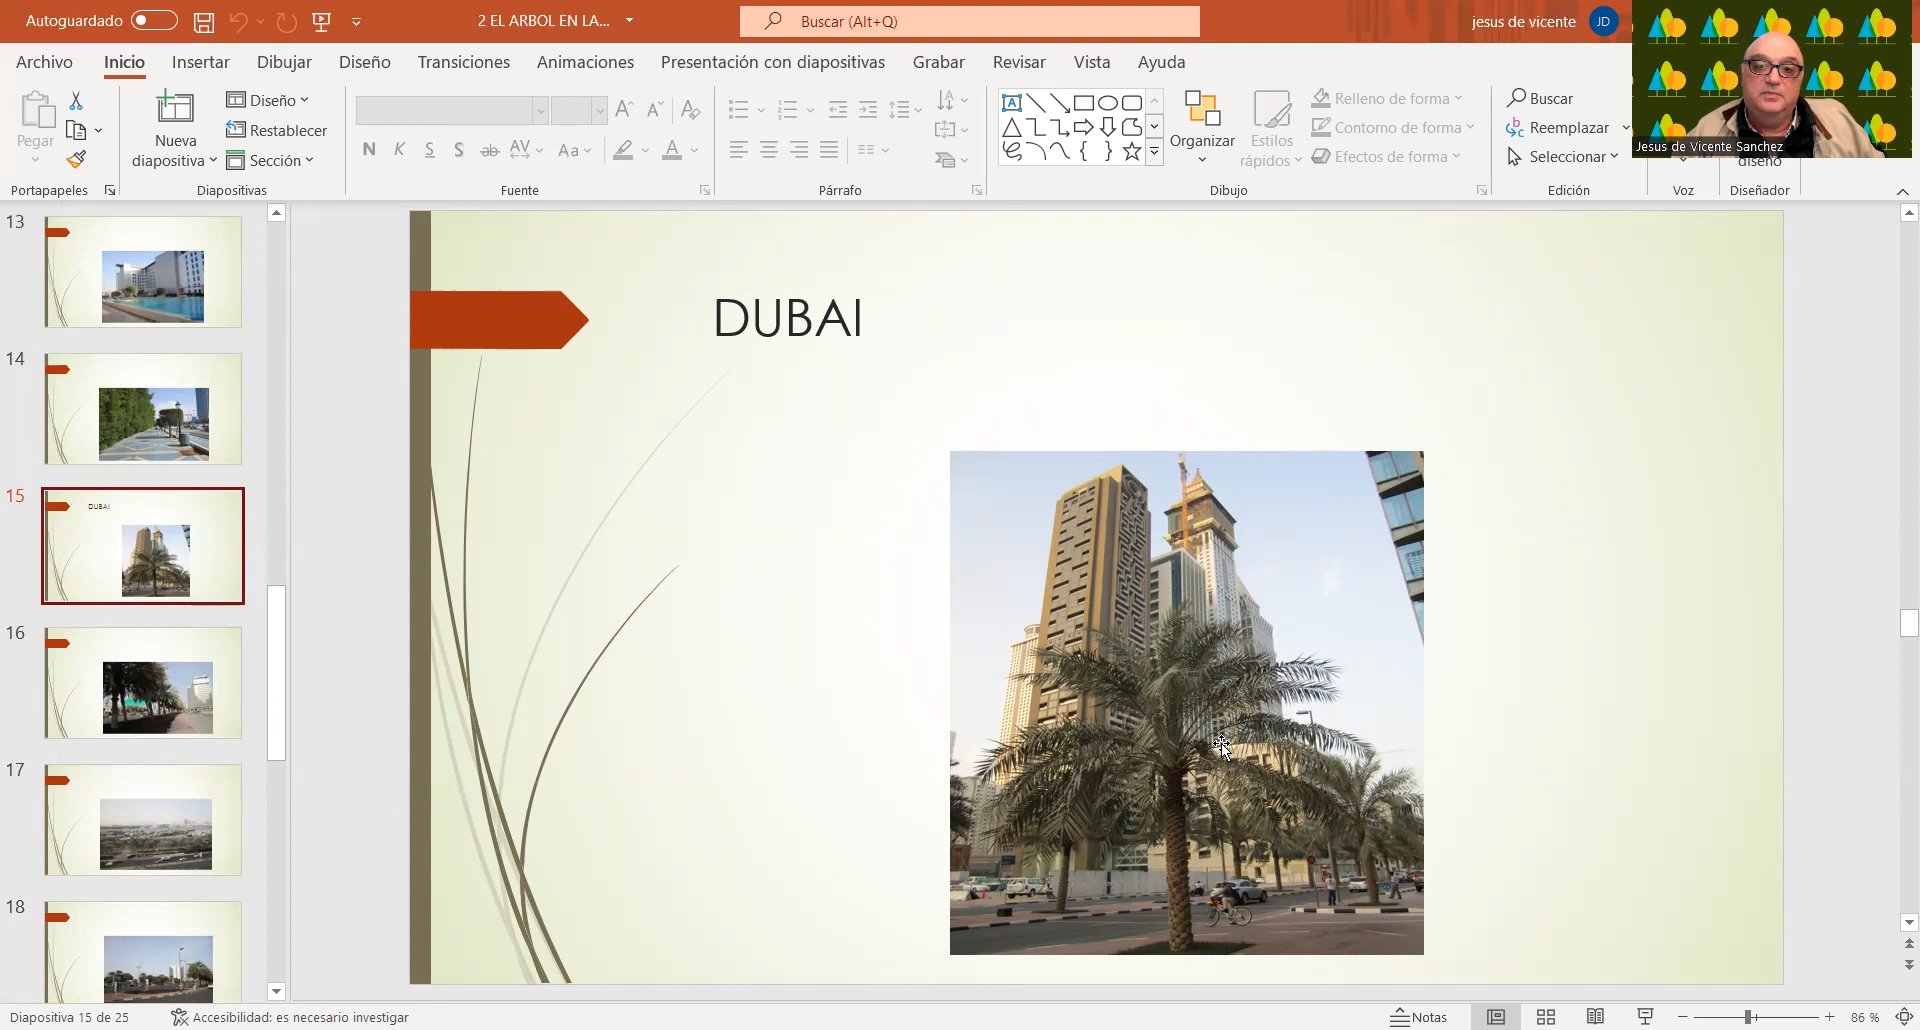 Autoguardado
2 EL ARBOL EN LA...
Buscar (Alt+Q)
jesus de vicente
JD
Archivo
Inicio
Insertar
Dibujar
Diseño
Transiciones
Animaciones
Presentación con diapositivas
Grabar
Revisar
Vista
Ayuda
Pegar
Nueva
diapositiva
Diseño
Restablecer
Sección
N K S S ab AV Aa A
Organizar
Estilos
rápidos
Relleno de forma
Contorno de forma
Efectos de forma
Buscar
Reemplazar
Seleccionar
Jesus de Vicente Sanchez
diseño
Portapapeles
Diapositivas
Fuente
Párrafo
Dibujo
Edición
Voz
Diseñador
13
14
15
DUBAI
16
17
18
DUBAI
Diapositiva 15 de 25
Accesibilidad: es necesario investigar
Notas
86 %